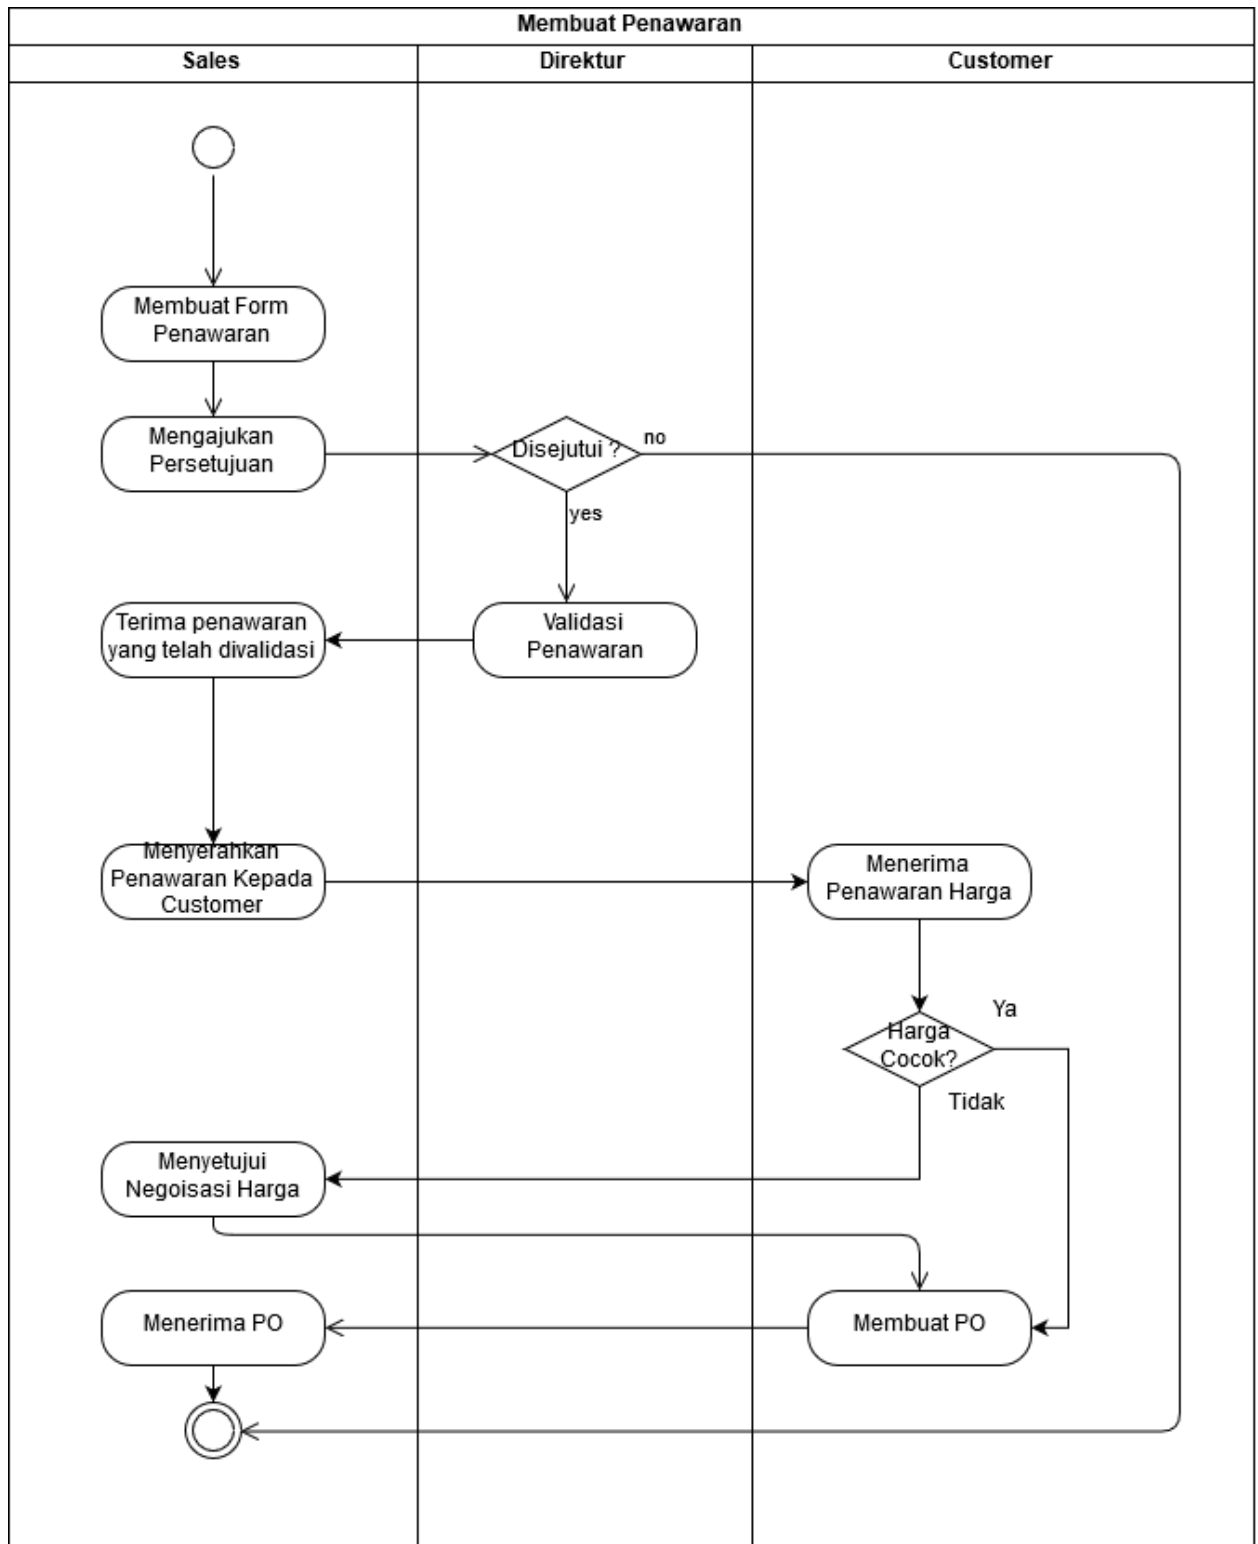 Membuat Penawaran
Sales
Direktur
Customer
Membuat Form
Penawaran
Mengajukan
Persetujuan
Disejutui ?
no
yes
Terima penawaran
yang telah divalidasi
Validasi
Penawaran
Menyerahkan
Penawaran Kepada
Customer
Menerima
Penawaran Harga
Ya
Harga
Cocok?
Tidak
Menyetujui
Negoisasi Harga
Menerima PO
Membuat PO